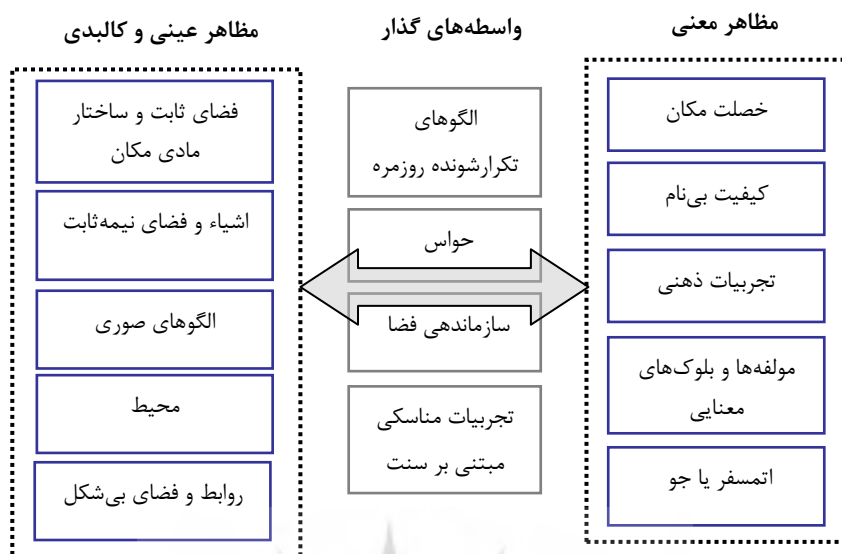 مظاهر معنی
خصلت مکان
کیفیت بی‌نام
تجربیات ذهنی
مولفه‌ها و بلوک‌های
معنایی
اتمسفر یا جو
واسطه‌های گذار
الگوهای
تکرارشونده روزمره
حواس
سازماندهی فضا
تجربیات مناسکی
مبتنی بر سنت
مظاهر عینی و کالبدی
فضای ثابت و ساختار
مادی مکان
اشیاء و فضای نیمه‌ثابت
الگوهای صوری
محیط
روابط و فضای بی‌شکل